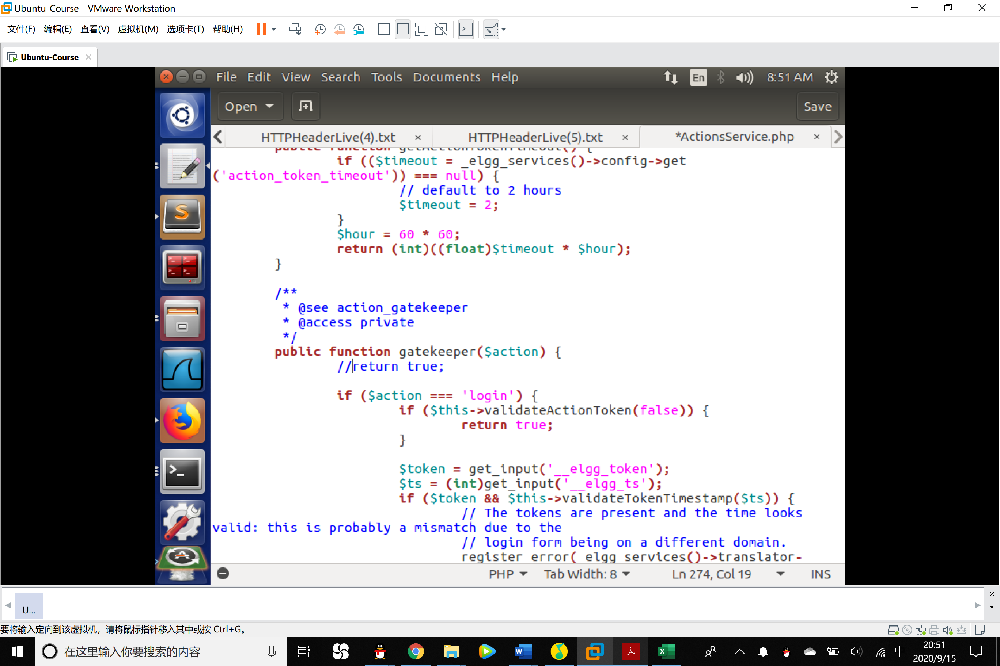 Ubuntu-Course - VMware Workstation
文件(F) 编辑(E) 查看(V) 虚拟机(M) 选项卡(T) 帮助(H)
Ubuntu-Course
File Edit View Search Tools Documents Help En 8:51 AM
Open Save
HTTPHeaderLive(4).txt × HTTPHeaderLive(5).txt × *ActionsService.php ×
public function getActionTokenTimeout() {
if (($timeout = _elgg_services()->config->get
('action_token_timeout')) === null) {
// default to 2 hours
$timeout = 2;
}
$hour = 60 * 60;
return (int)((float)$timeout * $hour);
}
/**
* @see action_gatekeeper
* @access private
*/
public function gatekeeper($action) {
//return true;
if ($action === 'login') {
if ($this->validateActionToken(false)) {
return true;
}
$token = get_input('__elgg_token');
$ts = (int)get_input('__elgg_ts');
if ($token && $this->validateTokenTimestamp($ts)) {
// The tokens are present and the time looks
valid: this is probably a mismatch due to the
// login form being on a different domain.
register_error(_elgg_services()->translator-
PHP Tab Width: 8 Ln 274, Col 19 INS
U...
要将输入定向到该虚拟机，请将鼠标指针移入其中或按 Ctrl+G。
在这里输入你要搜索的内容
中
20:51
2020/9/15